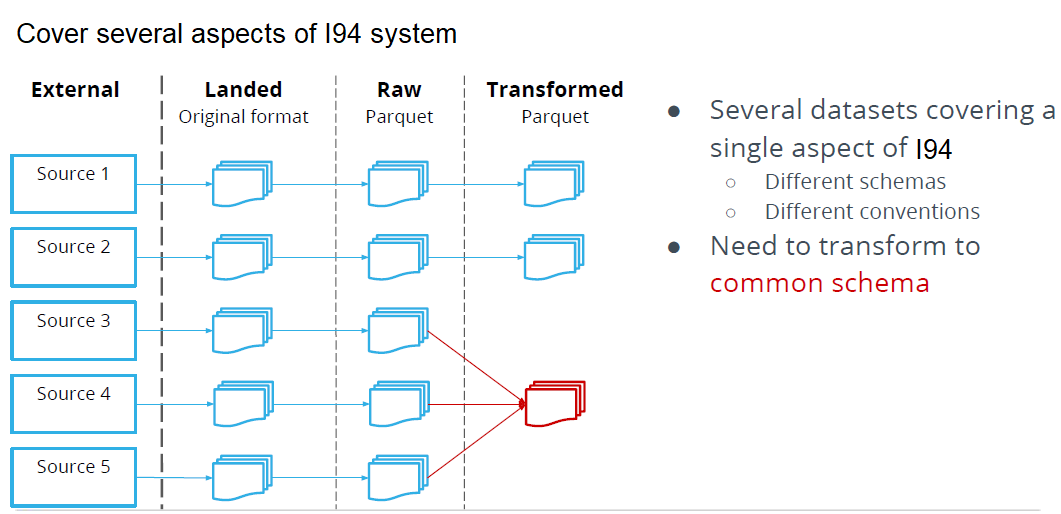 Cover several aspects of I94 system
External
Landed
Original format
Raw
Parquet
Transformed
Parquet
Source 1
Source 2
Source 3
Source 4
Source 5
● Several datasets covering a
single aspect of I94
○ Different schemas
○ Different conventions
● Need to transform to
common schema